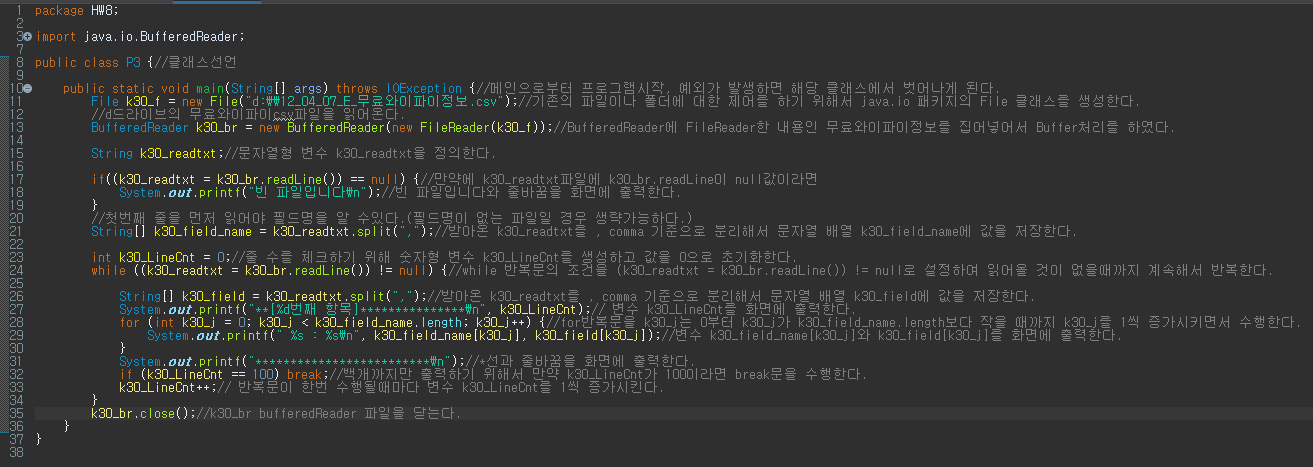 1 package HW8;
2
3 import java.io.BufferedReader;
7
8 public class P3 {//클래스선언
9
10 public static void main(String[] args) throws IOException {//메인으로부터 프로그램시작, 예외가 발생하면 해당 클래스에서 벗어나게 된다.
11 File k30_f = new File("d:\\12_04_07_E_무료와이파이정보.csv");//기존의 파일이나 폴더에 대한 제어를 하기 위해서 java.io 패키지의 File 클래스를 생성한다.
12 //d드라이브의 무료와이파이csv파일을 읽어온다.
13 BufferedReader k30_br = new BufferedReader(new FileReader(k30_f));//BufferedReader에 FileReader한 내용인 무료와이파이정보를 집어넣어서 Buffer처리를 하였다.
14
15 String k30_readtxt;//문자열형 변수 k30_readtxt을 정의한다.
16
17 if((k30_readtxt = k30_br.readLine()) == null) {//만약에 k30_readtxt파일에 k30_br.readLine이 null값이라면
18 System.out.printf("빈 파일입니다\n");//빈 파일입니다와 줄바꿈을 화면에 출력한다.
19 }
20 //첫번째 줄을 먼저 읽어야 필드명을 알 수있다.(필드명이 없는 파일일 경우 생략가능하다.)
21 String[] k30_field_name = k30_readtxt.split(",");//받아온 k30_readtxt를 , comma 기준으로 분리해서 문자열 배열 k30_field_name에 값을 저장한다.
22
23 int k30_LineCnt = 0;//줄 수를 체크하기 위해 숫자형 변수 k30_LineCnt를 생성하고 값을 0으로 초기화한다.
24 while ((k30_readtxt = k30_br.readLine()) != null) {//while 반복문의 조건을 (k30_readtxt = k30_br.readLine()) != null로 설정하여 읽어올 것이 없을때까지 계속해서 반복한다.
25
26 String[] k30_field = k30_readtxt.split(",");//받아온 k30_readtxt를 , comma 기준으로 분리해서 문자열 배열 k30_field에 값을 저장한다.
27 System.out.printf("**[%d번째 항목]***************\n", k30_LineCnt);// 변수 k30_LineCnt를 화면에 출력한다.
28 for (int k30_j = 0; k30_j < k30_field_name.length; k30_j++) {//for반복문을 k30_j는 0부터 k30_j가 k30_field_name.length보다 작을 때까지 k30_j를 1씩 증가시키면서 수행한다.
29 System.out.printf(" %s : %s\n", k30_field_name[k30_j], k30_field[k30_j]);//변수 k30_field_name[k30_j]와 k30_field[k30_j]를 화면에 출력한다.
30 }
31 System.out.printf("*************************\n");//*선과 줄바꿈을 화면에 출력한다.
32 if (k30_LineCnt == 100) break;//백개까지만 출력하기 위해서 만약 k30_LineCnt가 100이라면 break문을 수행한다.
33 k30_LineCnt++;// 반복문이 한번 수행될때마다 변수 k30_LineCnt를 1씩 증가시킨다.
34 }
35 k30_br.close();//k30_br bufferedReader 파일을 닫는다.
36 }
37 }
38